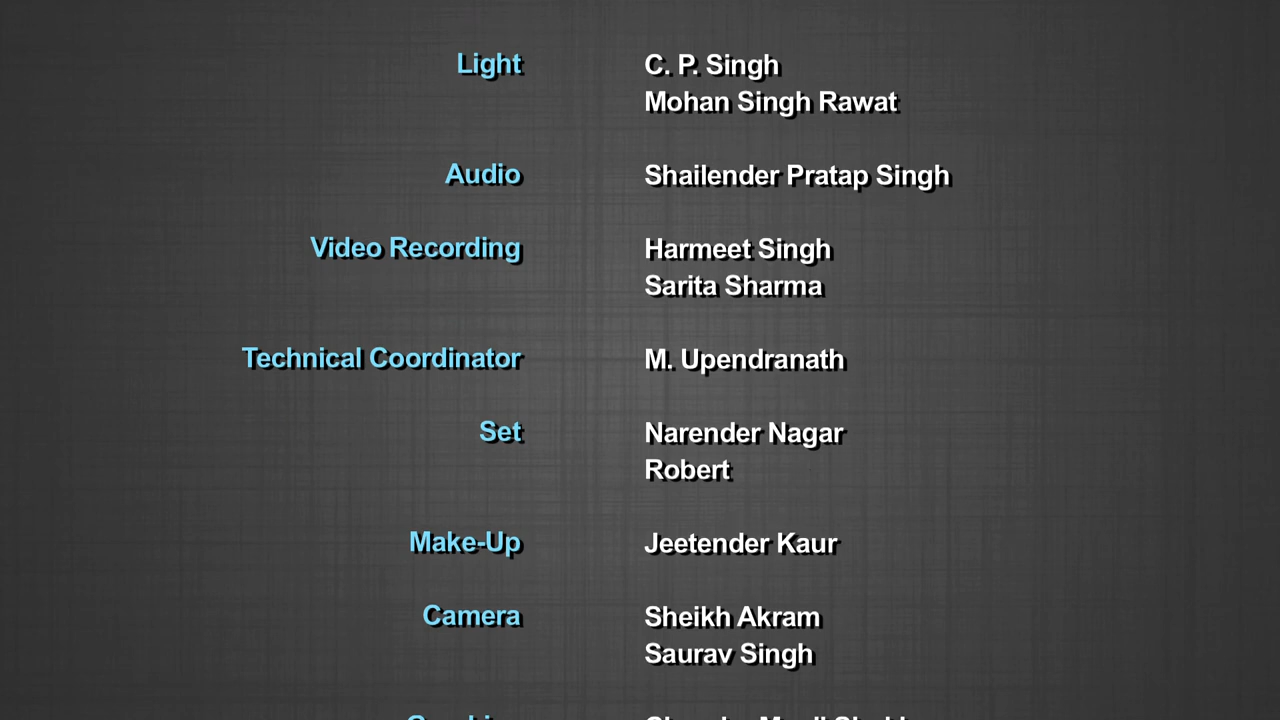 Light C. P. Singh
Mohan Singh Rawat
Audio Shailender Pratap Singh
Video Recording Harmeet Singh
Sarita Sharma
Technical Coordinator M. Upendranath
Set Narender Nagar
Robert
Make-Up Jeetender Kaur
Camera Sheikh Akram
Saurav Singh